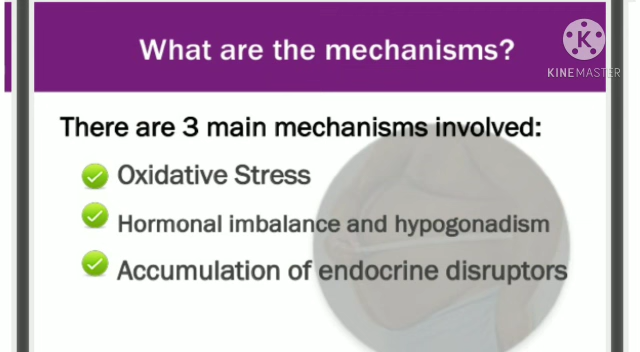 What are the mechanisms?
KINEMASTER
There are 3 main mechanisms involved:
Oxidative Stress
Hormonal imbalance and hypogonadism
Accumulation of endocrine disruptors